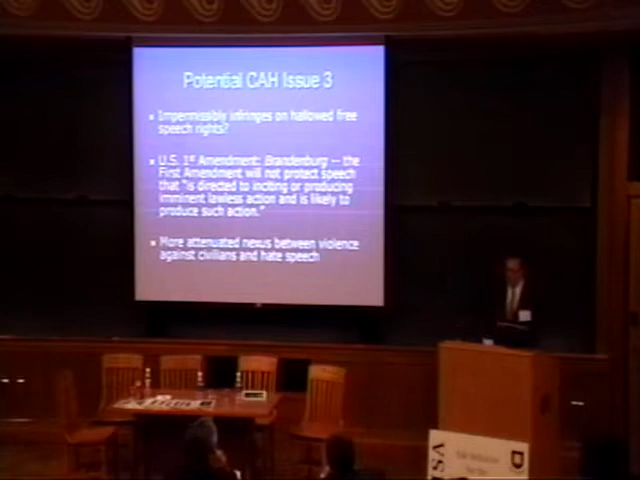 Potential CAH Issue 3
Impermissibly infringes on hallowed free
speech rights?
U.S. 1st Amendment: Brandenburg — the
First Amendment will not protect speech
that "is directed to inciting or producing
imminent lawless action and is likely to
produce such action."
More attenuated nexus between violence
against civilians and hate speech